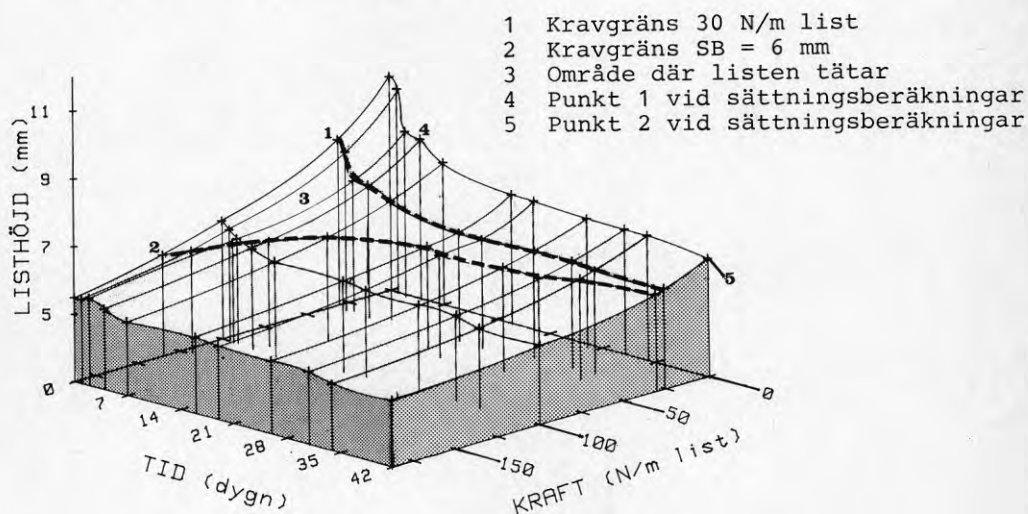 1 Kravgräns 30 N/m list
2 Kravgräns SB = 6 mm
3 Område där listen tätar
4 Punkt 1 vid sättningsberäkningar
5 Punkt 2 vid sättningsberäkningar
LISTHÖJD (mm)
11
9
7
5
1
4
3
2
5
0
7
14
21
28
35
42
TID (dygn)
150
100
50
0
KRAFT (N/m list)